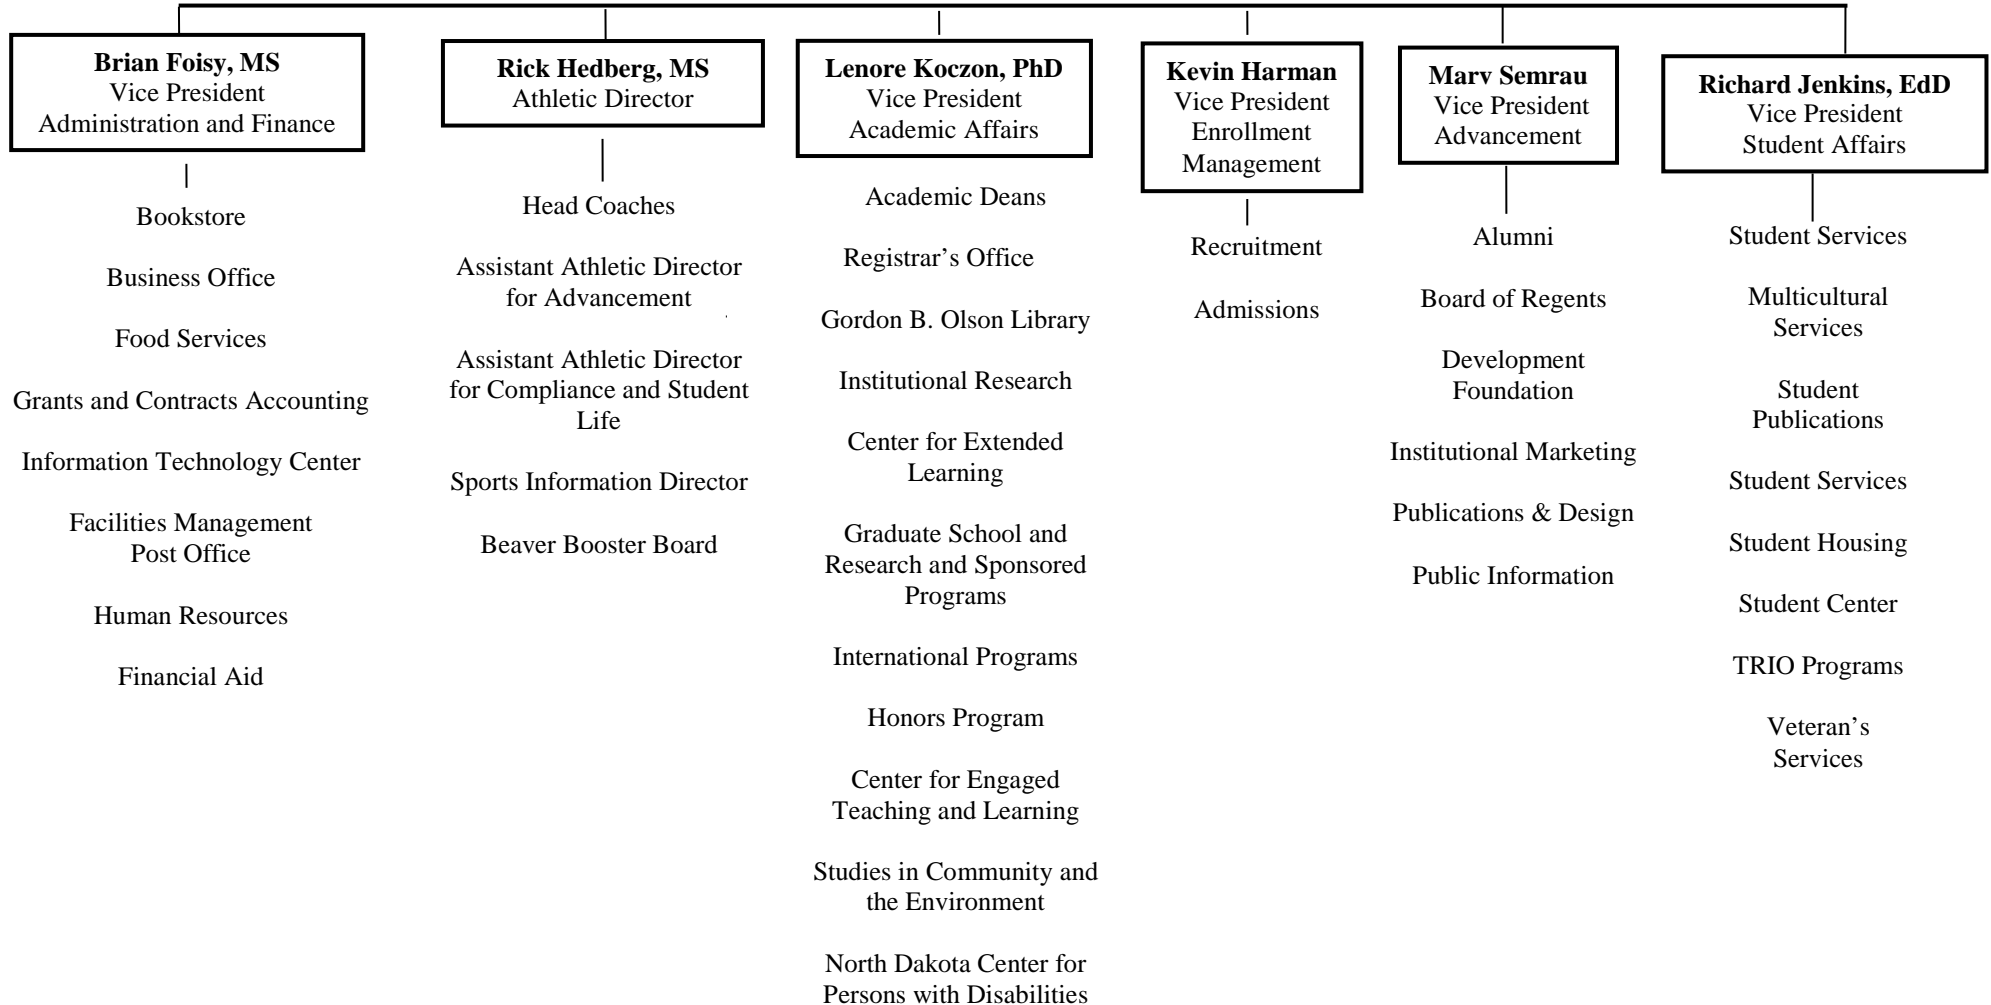 Brian Foisy, MS
Vice President
Administration and Finance
Bookstore
Business Office
Food Services
Grants and Contracts Accounting
Information Technology Center
Facilities Management
Post Office
Human Resources
Financial Aid
Rick Hedberg, MS
Athletic Director
Head Coaches
Assistant Athletic Director
for Advancement
Assistant Athletic Director
for Compliance and Student
Life
Sports Information Director
Beaver Booster Board
Lenore Koczon, PhD
Vice President
Academic Affairs
Academic Deans
Registrar’s Office
Gordon B. Olson Library
Institutional Research
Center for Extended
Learning
Graduate School and
Research and Sponsored
Programs
International Programs
Honors Program
Center for Engaged
Teaching and Learning
Studies in Community and
the Environment
North Dakota Center for
Persons with Disabilities
Kevin Harman
Vice President
Enrollment
Management
Recruitment
Admissions
Marv Semrau
Vice President
Advancement
Alumni
Board of Regents
Development
Foundation
Institutional Marketing
Publications & Design
Public Information
Richard Jenkins, EdD
Vice President
Student Affairs
Student Services
Multicultural
Services
Student
Publications
Student Services
Student Housing
Student Center
TRIO Programs
Veteran’s
Services